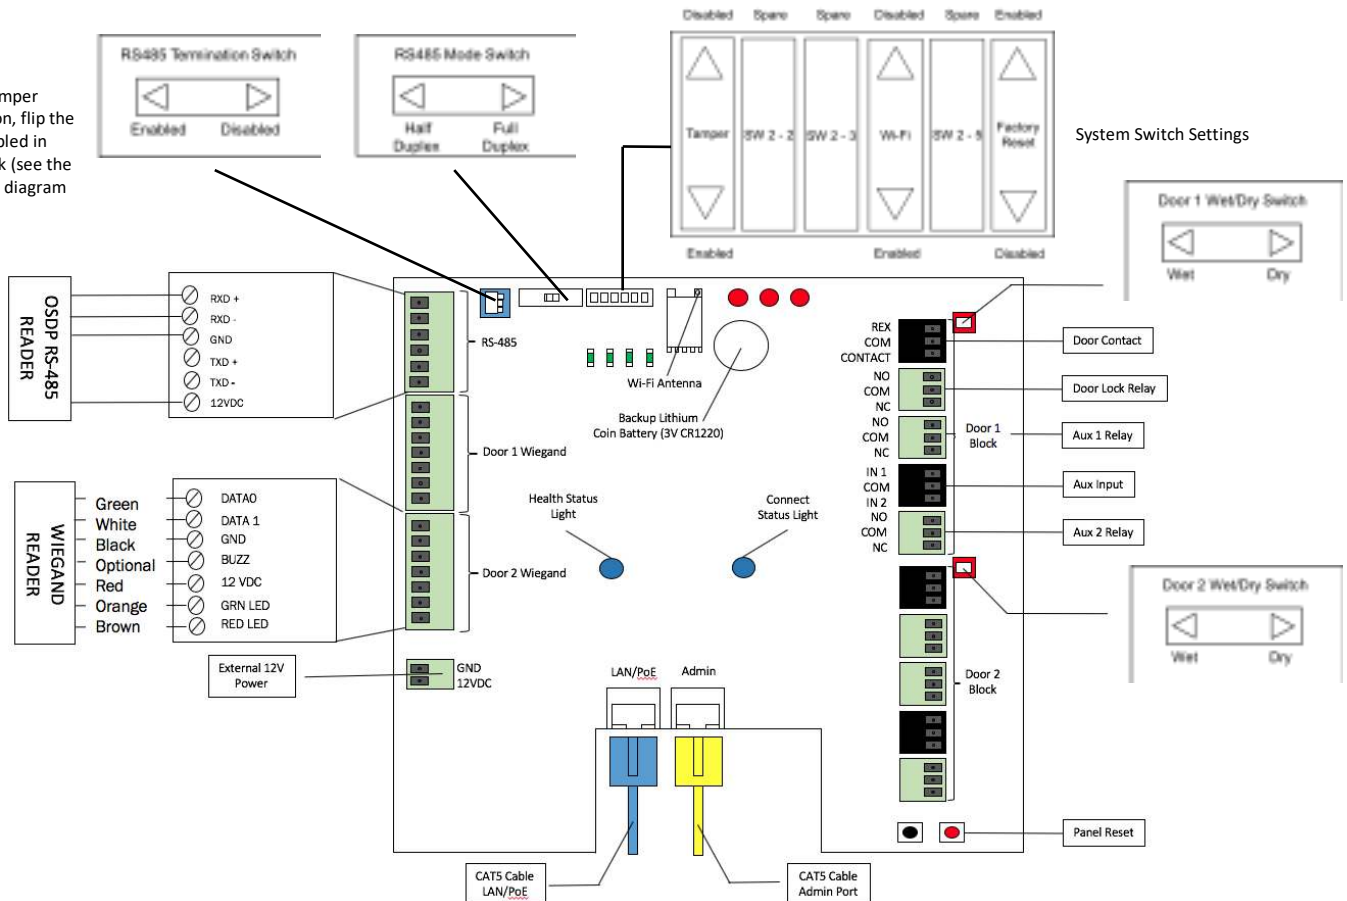 Disabled Spare Spare Disabled Spare Enabled
RS485 Termination Switch
Enabled Disabled
RS485 Mode Switch
Half Duplex
Full Duplex
Tamper
SW 2 - 2
SW 2 - 3
Wi-Fi
SW 2 - 5
Factory Reset
Enabled Enabled Disabled
System Switch Settings
amper
on, flip the
bled in
k (see the
diagram
Door 1 Wet/Dry Switch
Wet Dry
OSDP RS-485
READER
RXD +
RXD -
GND
TXD +
TXD -
12VDC
RS-485
Wi-Fi Antenna
Backup Lithium
Coin Battery (3V CR1220)
REX
COM
CONTACT
NO
COM
NC
NO
COM
NC
IN 1
COM
IN 2
NO
COM
NC
Door 1
Block
Door Contact
Door Lock Relay
Aux 1 Relay
Aux Input
Aux 2 Relay
Door 1 Wiegand
WIEGAND
READER
Green
White
Black
Optional
Red
Orange
Brown
DATA0
DATA 1
GND
BUZZ
12 VDC
GRN LED
RED LED
Door 2 Wiegand
Health Status
Light
Connect
Status Light
Door 2 Wet/Dry Switch
Wet Dry
External 12V
Power
GND
12VDC
LAN/PoE
Admin
Door 2
Block
Panel Reset
CAT5 Cable
LAN/PoE
CAT5 Cable
Admin Port